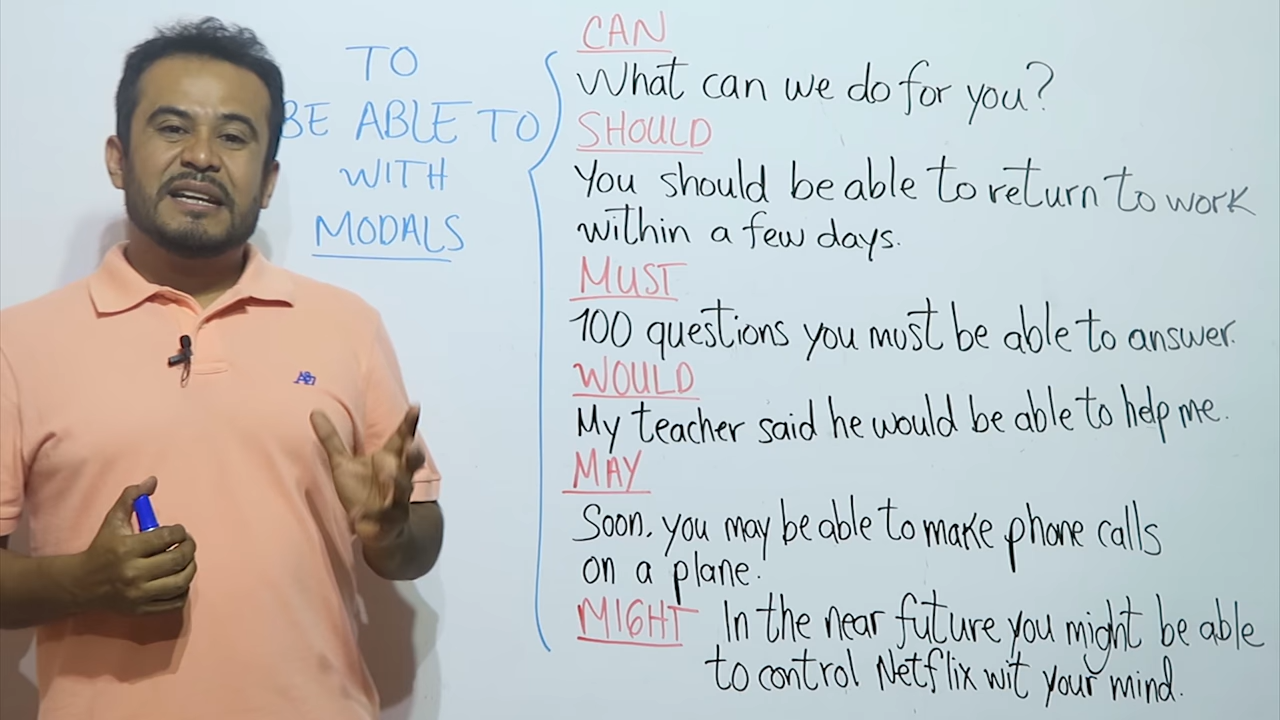 TO
BE ABLE TO
WITH
MODALS
CAN
What can we do for you?
SHOULD
You should be able to return to work
within a few days.
MUST
100 questions you must be able to answer.
WOULD
My teacher said he would be able to help me.
MAY
Soon, you may be able to make phone calls
on a plane.
MIGHT In the near future you might be able
to control Netflix wit your mind.